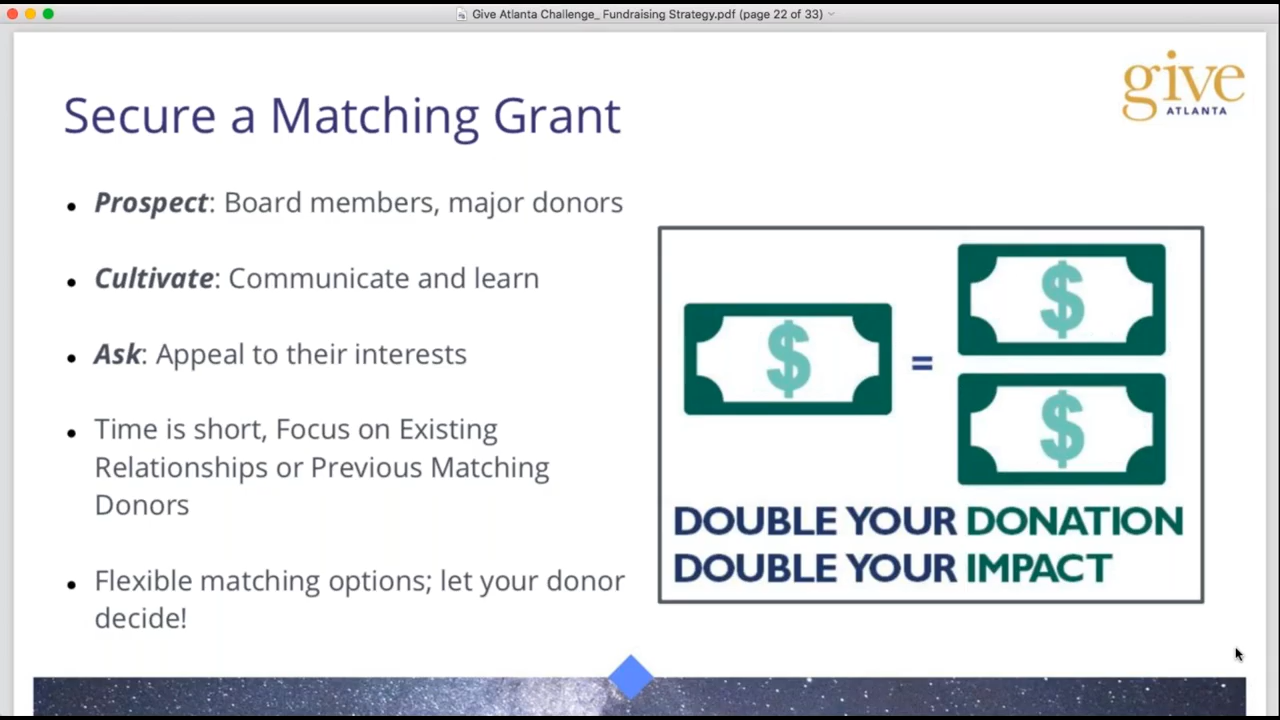 Give Atlanta Challenge_ Fundraising Strategy.pdf (page 22 of 33)
give
ATLANTA
Secure a Matching Grant
• Prospect: Board members, major donors
• Cultivate: Communicate and learn
• Ask: Appeal to their interests
• Time is short, Focus on Existing
Relationships or Previous Matching
Donors
• Flexible matching options; let your donor
decide!
$
=
$
$
DOUBLE YOUR DONATION
DOUBLE YOUR IMPACT